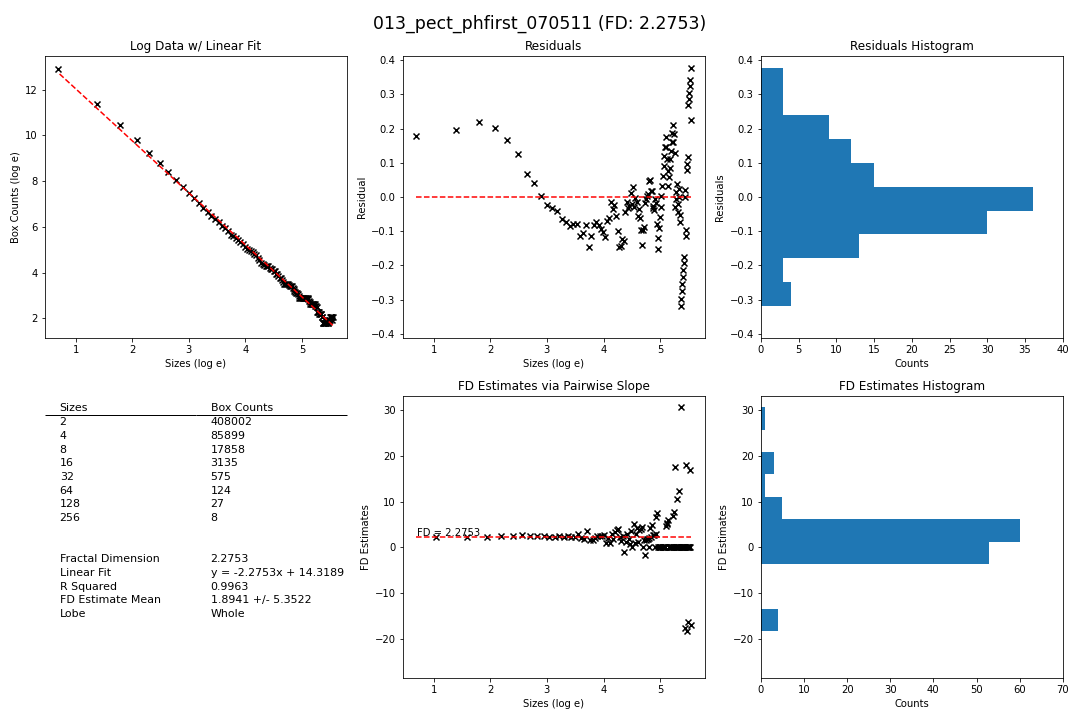 013_pect_phfirst_070511 (FD: 2.2753)
Log Data w/ Linear Fit
Box Counts (log e)
12
10
8
6
4
2
1 2 3 4 5
Sizes (log e)
Residuals
Residual
0.4
0.3
0.2
0.1
0.0
−0.1
−0.2
−0.3
−0.4
1 2 3 4 5
Sizes (log e)
Residuals Histogram
Residuals
0.4
0.3
0.2
0.1
0.0
−0.1
−0.2
−0.3
−0.4
0 5 10 15 20 25 30 35 40
Counts
Sizes Box Counts
2 408002
4 85899
8 17858
16 3135
32 575
64 124
128 27
256 8
Fractal Dimension 2.2753
Linear Fit y = -2.2753x + 14.3189
R Squared 0.9963
FD Estimate Mean 1.8941 +/- 5.3522
Lobe Whole
FD Estimates via Pairwise Slope
FD Estimates
30
20
10
0
−10
−20
FD = 2.2753
1 2 3 4 5
Sizes (log e)
FD Estimates Histogram
FD Estimates
30
20
10
0
−10
−20
0 10 20 30 40 50 60 70
Counts